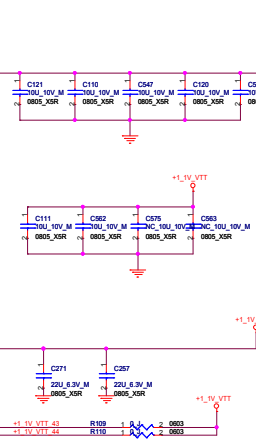 C121 C110 C547 C120
10U_10V_M 10U_10V_M 10U_10V_M 10U_10V_M
0805_X5R 0805_X5R 0805_X5R 0805_X5R
+1_1V_VTT
C111 C562 C575 C563
10U_10V_M 10U_10V_M NC_10U_10V_M NC_10U_10V_M
0805_X5R 0805_X5R 0805_X5R 0805_X5R
C271 C257
22U_6.3V_M 22U_6.3V_M
0805_X5R 0805_X5R
+1_1V_VTT
+1_1V_VTT_43 R109 1 2 0603
+1_1V_VTT_44 R110 1 2 0603